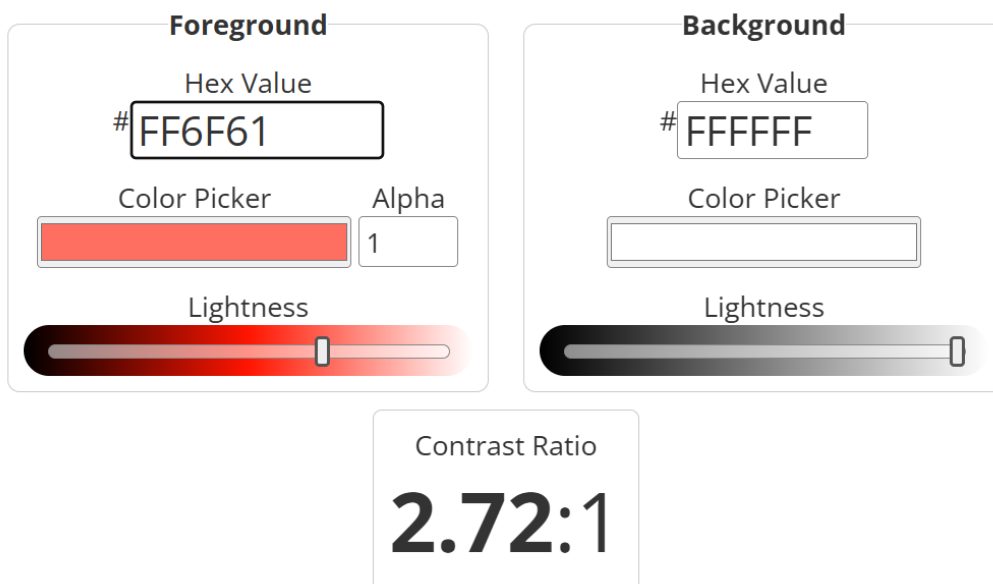 Foreground
Hex Value
#FF6F61
Color Picker
Alpha
1
Lightness
Background
Hex Value
#FFFFFF
Color Picker
Lightness
Contrast Ratio
2.72:1